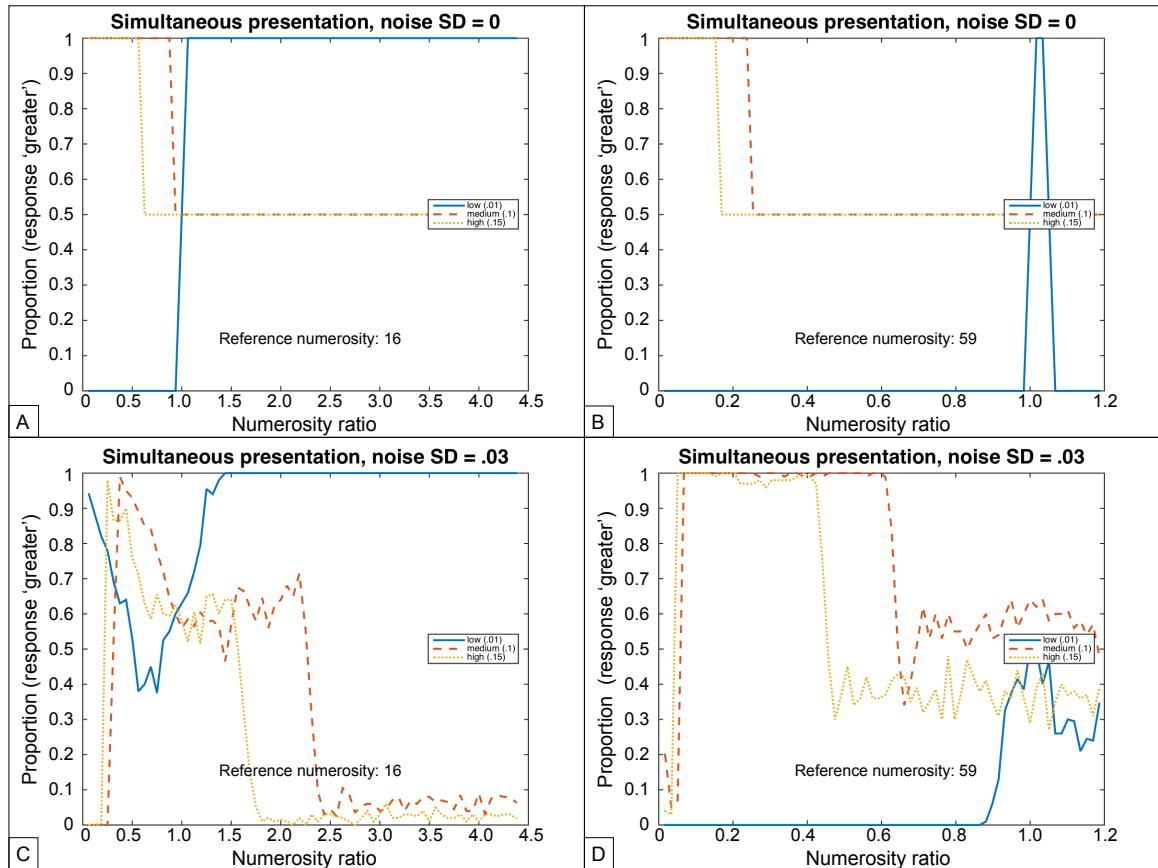 Simultaneous presentation, noise SD = 0
Proportion (response ‘greater’)
1
0.9
0.8
0.7
0.6
0.5
0.4
0.3
0.2
0.1
0
low (.01)
medium (.1)
high (.15)
Reference numerosity: 16
0 0.5 1.0 1.5 2.0 2.5 3.0 3.5 4.0 4.5
Numerosity ratio
A
Simultaneous presentation, noise SD = 0
Proportion (response ‘greater’)
1
0.9
0.8
0.7
0.6
0.5
0.4
0.3
0.2
0.1
0
low (.01)
medium (.1)
high (.15)
Reference numerosity: 59
0 0.2 0.4 0.6 0.8 1.0 1.2
Numerosity ratio
B
Simultaneous presentation, noise SD = .03
Proportion (response ‘greater’)
1
0.9
0.8
0.7
0.6
0.5
0.4
0.3
0.2
0.1
0
low (.01)
medium (.1)
high (.15)
Reference numerosity: 16
0 0.5 1.0 1.5 2.0 2.5 3.0 3.5 4.0 4.5
Numerosity ratio
C
Simultaneous presentation, noise SD = .03
Proportion (response ‘greater’)
1
0.9
0.8
0.7
0.6
0.5
0.4
0.3
0.2
0.1
0
low (.01)
medium (.1)
high (.15)
Reference numerosity: 59
0 0.2 0.4 0.6 0.8 1.0 1.2
Numerosity ratio
D